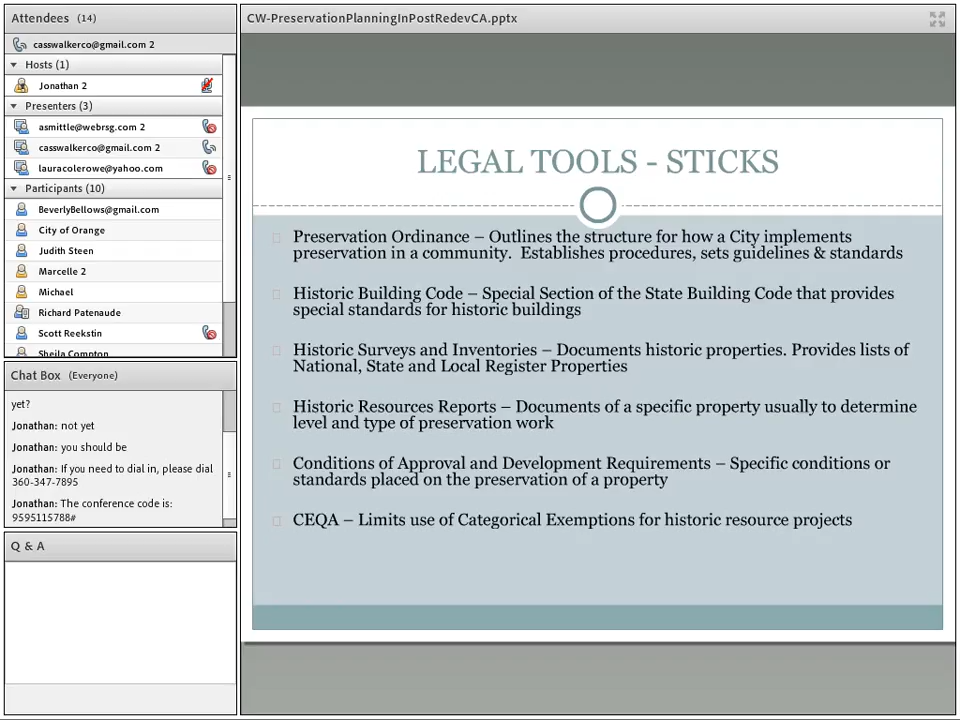 Attendees (14)
casswalkerco@gmail.com 2
Hosts (1)
Jonathan 2
Presenters (3)
asmittle@webrsg.com 2
casswalkerco@gmail.com 2
lauracolerowe@yahoo.com
Participants (10)
BeverlyBellows@gmail.com
City of Orange
Judith Steen
Marcelle 2
Michael
Richard Patenaude
Scott Reekstin
Sheila Compton
Chat Box (Everyone)
yet?
Jonathan: not yet
Jonathan: you should be
Jonathan: If you need to dial in, please dial
360-347-7895
Jonathan: The conference code is:
9595115788#
Q & A
CW-PreservationPlanningInPostRedevCA.pptx
LEGAL TOOLS - STICKS
Preservation Ordinance – Outlines the structure for how a City implements
preservation in a community. Establishes procedures, sets guidelines & standards
Historic Building Code – Special Section of the State Building Code that provides
special standards for historic buildings
Historic Surveys and Inventories – Documents historic properties. Provides lists of
National, State and Local Register Properties
Historic Resources Reports – Documents of a specific property usually to determine
level and type of preservation work
Conditions of Approval and Development Requirements – Specific conditions or
standards placed on the preservation of a property
CEQA – Limits use of Categorical Exemptions for historic resource projects